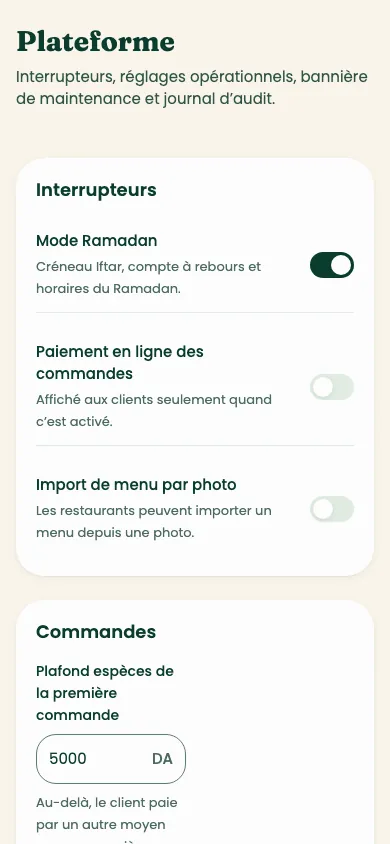 Plateforme
Interrupteurs, réglages opérationnels, bannière
de maintenance et journal d’audit.
Interrupteurs
Mode Ramadan
Créneau Iftar, compte à rebours et
horaires du Ramadan.
Paiement en ligne des
commandes
Affiché aux clients seulement quand
c’est activé.
Import de menu par photo
Les restaurants peuvent importer un
menu depuis une photo.
Commandes
Plafond espèces de
la première
commande
5000 DA
Au-delà, le client paie
par un autre moyen